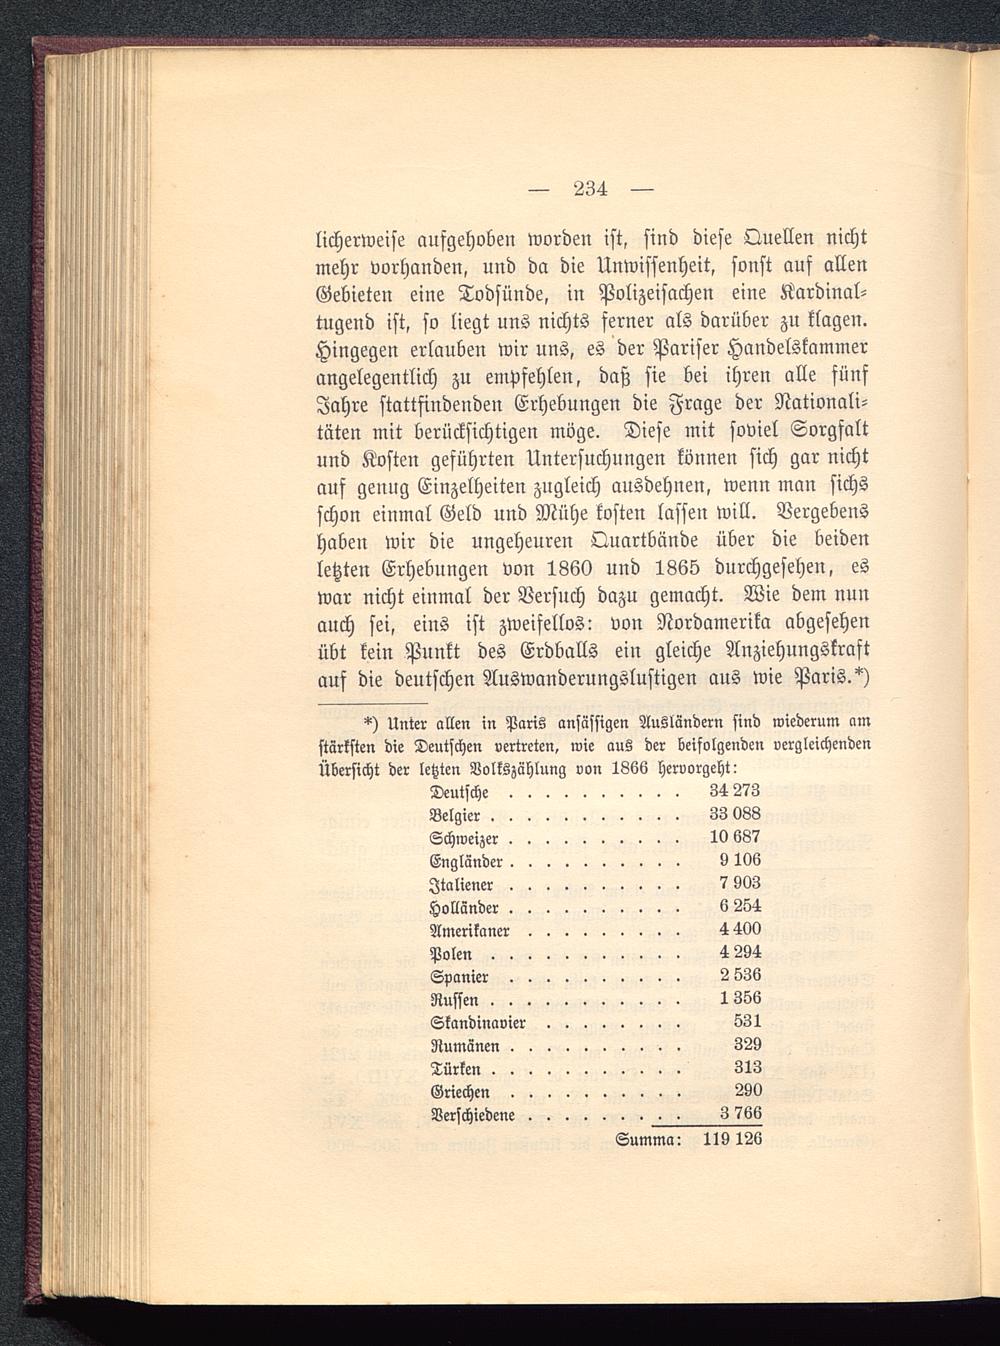 — 234 —
licherweise aufgehoben worden ist, sind diese Quellen nicht
mehr vorhanden, und da die Unwissenheit, sonst auf allen
Gebieten eine Todsünde, in Polizeisachen eine Kardinal-
tugend ist, so liegt uns nichts ferner als darüber zu klagen.
Hingegen erlauben wir uns, es der Pariser Handelskammer
angelegentlich zu empfehlen, daß sie bei ihren alle fünf
Jahre stattfindenden Erhebungen die Frage der Nationali-
täten mit berücksichtigen möge. Diese mit soviel Sorgfalt
und Kosten geführten Untersuchungen können sich gar nicht
auf genug Einzelheiten zugleich ausdehnen, wenn man sichs
schon einmal Geld und Mühe kosten lassen will. Vergebens
haben wir die ungeheuren Quartbände über die beiden
letzten Erhebungen von 1860 und 1865 durchgesehen, es
war nicht einmal der Versuch dazu gemacht. Wie dem nun
auch sei, eins ist zweifellos: von Nordamerika abgesehen
übt kein Punkt des Erdballs ein gleiche Anziehungskraft
auf die deutschen Auswanderungslustigen aus wie Paris.*)
*) Unter allen in Paris ansässigen Ausländern sind wiederum am
stärksten die Deutschen vertreten, wie aus der beifolgenden vergleichenden
Übersicht der letzten Volkszählung von 1866 hervorgeht:
Deutsche . . . . . . . . . . 34 273
Belgier . . . . . . . . . . . 33 088
Schweizer . . . . . . . . . . 10 687
Engländer . . . . . . . . . . 9 106
Italiener . . . . . . . . . . 7 903
Holländer . . . . . . . . . . 6 254
Amerikaner . . . . . . . . . 4 400
Polen . . . . . . . . . . . 4 294
Spanier . . . . . . . . . . 2 536
Russen . . . . . . . . . . . 1 356
Skandinavier . . . . . . . . 531
Rumänen . . . . . . . . . . 329
Türken . . . . . . . . . . . 313
Griechen . . . . . . . . . . 290
Verschiedene . . . . . . . . 3 766
Summa: 119 126